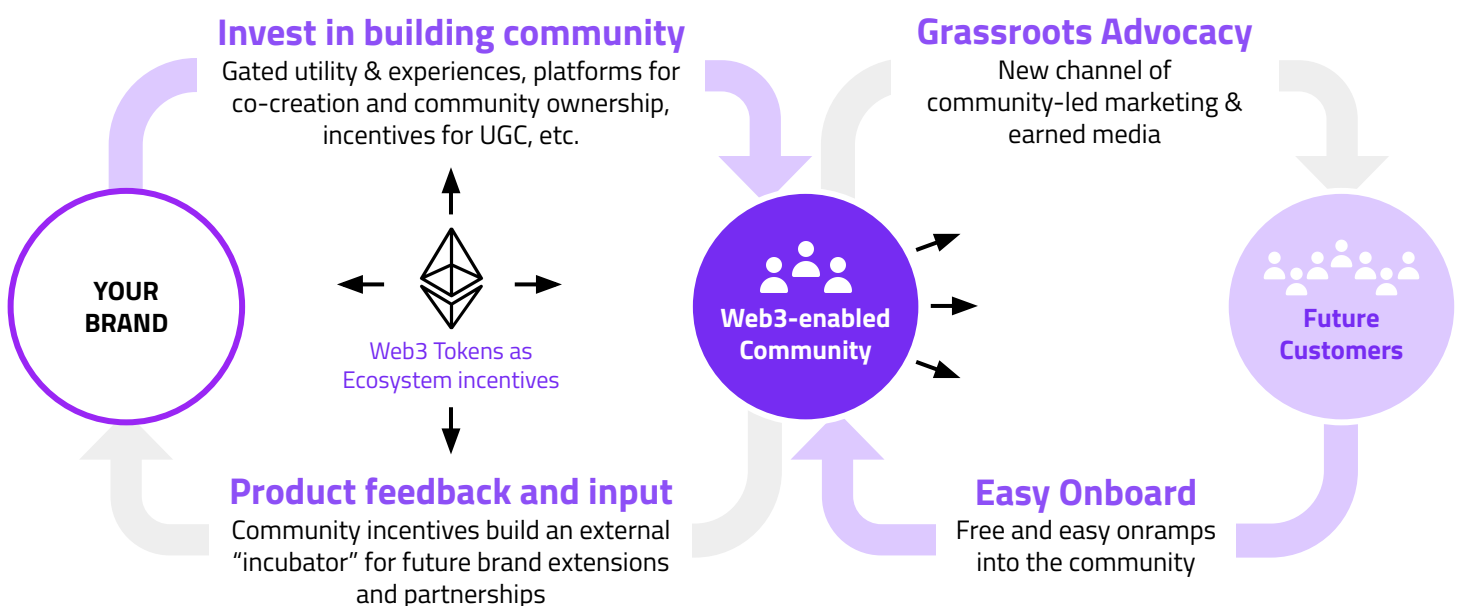 Invest in building community
Gated utility & experiences, platforms for
co-creation and community ownership,
incentives for UGC, etc.
Grassroots Advocacy
New channel of
community-led marketing &
earned media
YOUR
BRAND
Web3 Tokens as
Ecosystem incentives
Web3-enabled
Community
Future
Customers
Product feedback and input
Community incentives build an external
“incubator” for future brand extensions
and partnerships
Easy Onboard
Free and easy onramps
into the community